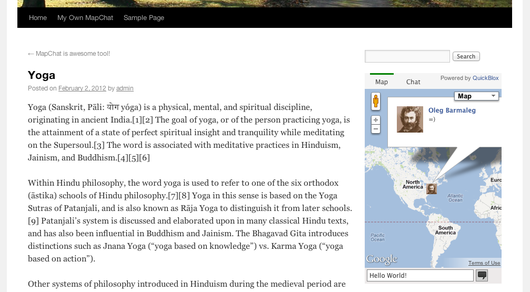 Home My Own MapChat Sample Page
← MapChat is awesome tool!
Yoga
Posted on February 2, 2012 by admin
Yoga (Sanskrit, Pāli: योग yóga) is a physical, mental, and spiritual discipline,
originating in ancient India.[1][2] The goal of yoga, or of the person practicing yoga, is
the attainment of a state of perfect spiritual insight and tranquility while meditating
on the Supersoul.[3] The word is associated with meditative practices in Hinduism,
Jainism, and Buddhism.[4][5][6]
Within Hindu philosophy, the word yoga is used to refer to one of the six orthodox
(āstika) schools of Hindu philosophy.[7][8] Yoga in this sense is based on the Yoga
Sutras of Patanjali, and is also known as Rāja Yoga to distinguish it from later schools.
[9] Patanjali's system is discussed and elaborated upon in many classical Hindu texts,
and has also been influential in Buddhism and Jainism. The Bhagavad Gita introduces
distinctions such as Jnana Yoga ("yoga based on knowledge") vs. Karma Yoga ("yoga
based on action").
Other systems of philosophy introduced in Hinduism during the medieval period are
Search
Map Chat Powered by QuickBlox
Map
Oleg Barmaleg
=)
North
America
Atlantic
Ocean
Euro
Afr
South
America
Pacific
Ocean
Google
Terms of Use
Hello World!